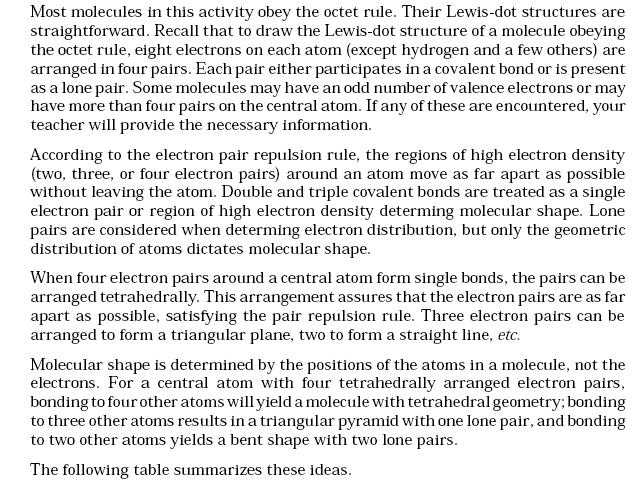 Most molecules in this activity obey the octet rule. Their Lewis-dot structures are
straightforward. Recall that to draw the Lewis-dot structure of a molecule obeying
the octet rule, eight electrons on each atom (except hydrogen and a few others) are
arranged in four pairs. Each pair either participates in a covalent bond or is present
as a lone pair. Some molecules may have an odd number of valence electrons or may
have more than four pairs on the central atom. If any of these are encountered, your
teacher will provide the necessary information.
According to the electron pair repulsion rule, the regions of high electron density
(two, three, or four electron pairs) around an atom move as far apart as possible
without leaving the atom. Double and triple covalent bonds are treated as a single
electron pair or region of high electron density determing molecular shape. Lone
pairs are considered when determing electron distribution, but only the geometric
distribution of atoms dictates molecular shape.
When four electron pairs around a central atom form single bonds, the pairs can be
arranged tetrahedrally. This arrangement assures that the electron pairs are as far
apart as possible, satisfying the pair repulsion rule. Three electron pairs can be
arranged to form a triangular plane, two to form a straight line, etc.
Molecular shape is determined by the positions of the atoms in a molecule, not the
electrons. For a central atom with four tetrahedrally arranged electron pairs,
bonding to four other atoms will yield a molecule with tetrahedral geometry; bonding
to three other atoms results in a triangular pyramid with one lone pair, and bonding
to two other atoms yields a bent shape with two lone pairs.
The following table summarizes these ideas.